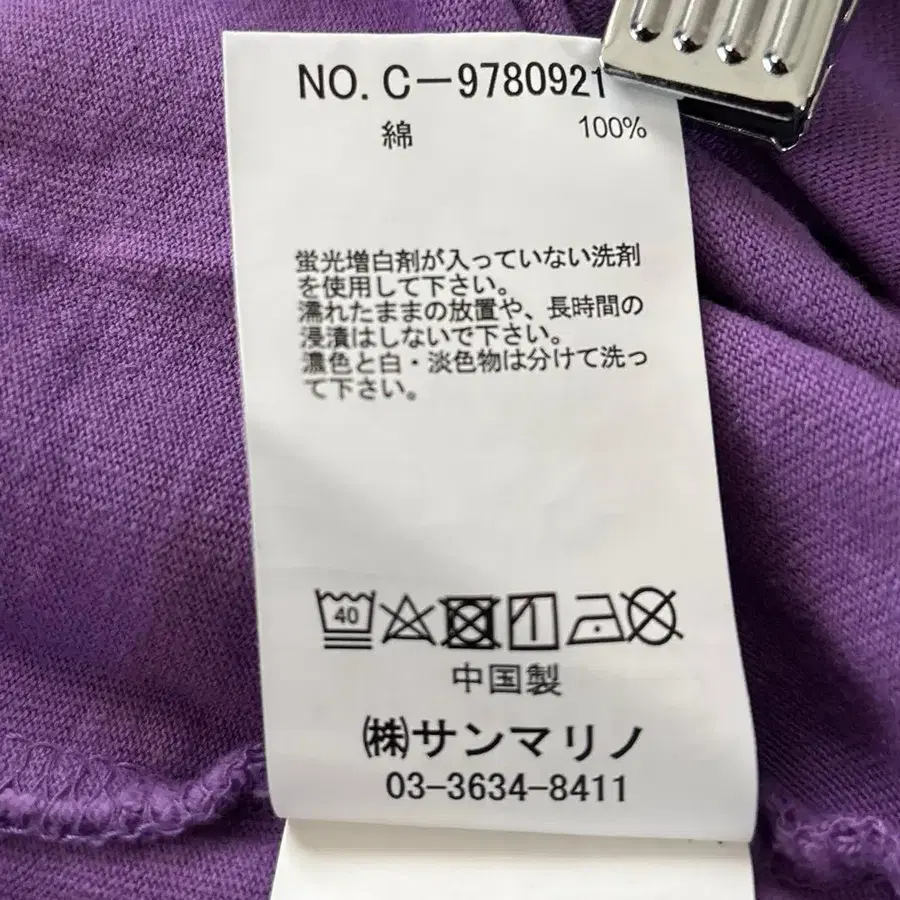 NO. C-9780921
綿 100%
蛍光増白剤が入っていない洗剤
を使用して下さい。
濡れたままの放置や、長時間の
浸漬はしないで下さい。
濃色と白・淡色物は分けて洗っ
て下さい。
40
中国製
㈱サンマリノ
03-3634-8411